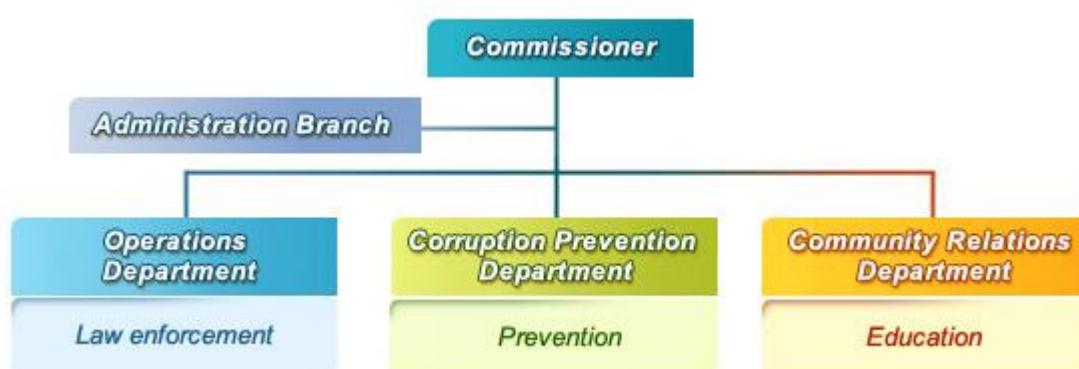 Commissioner
Administration Branch
Operations
Department
Law enforcement
Corruption Prevention
Department
Prevention
Community Relations
Department
Education